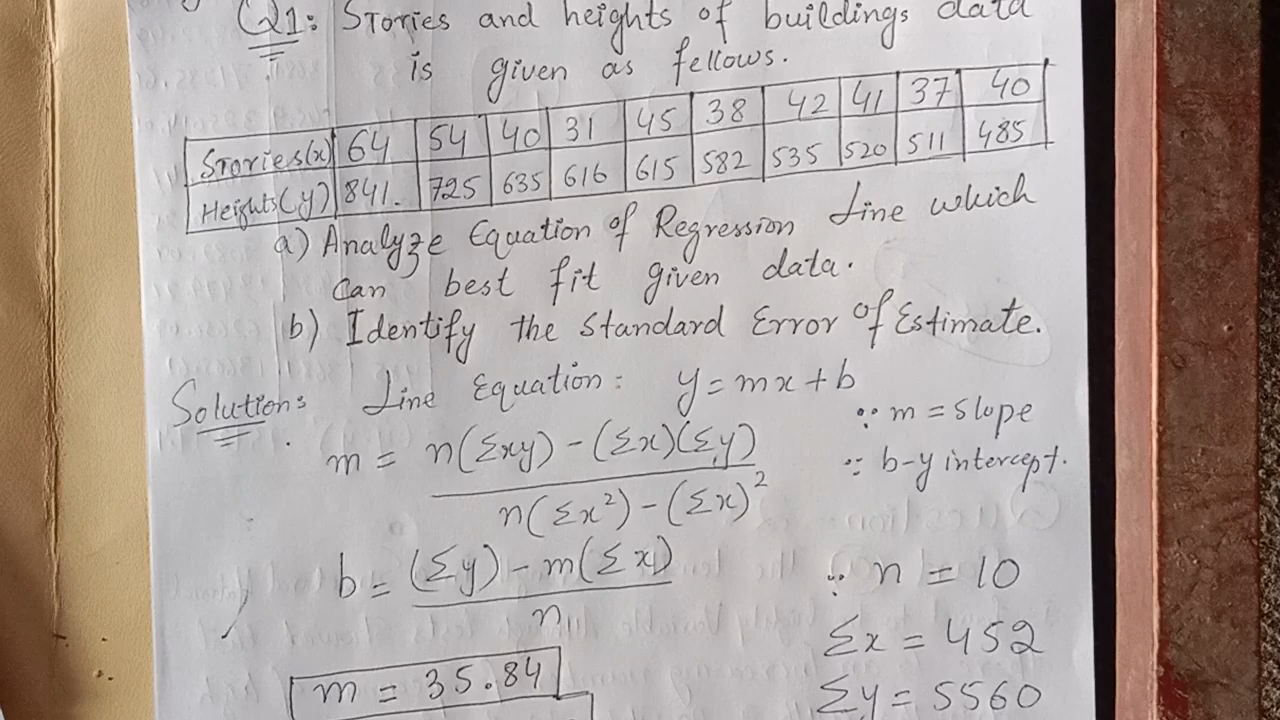 Q1: Stories and heights of buildings data
is given as fellows.
Stories(x) 64 54 40 31 45 38 42 41 37 40
Heights(y) 841. 725 635 616 615 582 535 520 511 485
a) Analyze Equation of Regression Line which
can best fit given data.
b) Identify the Standard Error of Estimate.
Solution: Line Equation: y = mx + b
∵ m = slope
m = n(Σxy) - (Σx)(Σy) / n(Σx²) - (Σx)²
∵ b-y intercept.
b = (Σy) - m(Σx) / n
∵ n = 10
Σx = 452
m = 35.84
Σy = 5560